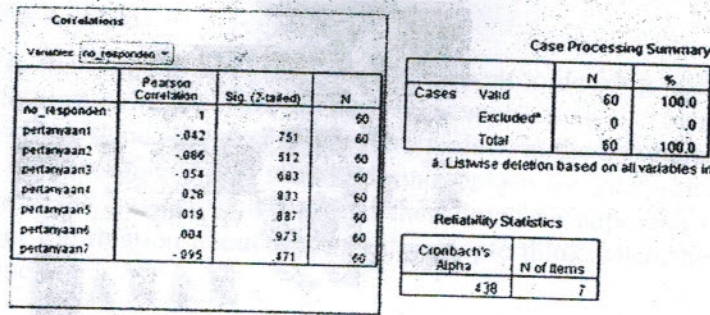 Correlations
Variables no_responden
Pearson Correlation Sig. (2-tailed) N
no_responden 1 60
pertanyaan1 -.042 .751 60
pertanyaan2 -.086 .512 60
pertanyaan3 -.054 .683 60
pertanyaan4 .028 .833 60
pertanyaan5 .019 .887 60
pertanyaan6 .004 .973 60
pertanyaan7 -.095 .471 60
Case Processing Summary
N %
Cases Valid 60 100,0
Excludedª 0 ,0
Total 60 100,0
a. Listwise deletion based on all variables in
Reliability Statistics
Cronbach's Alpha N of Items
,438 7